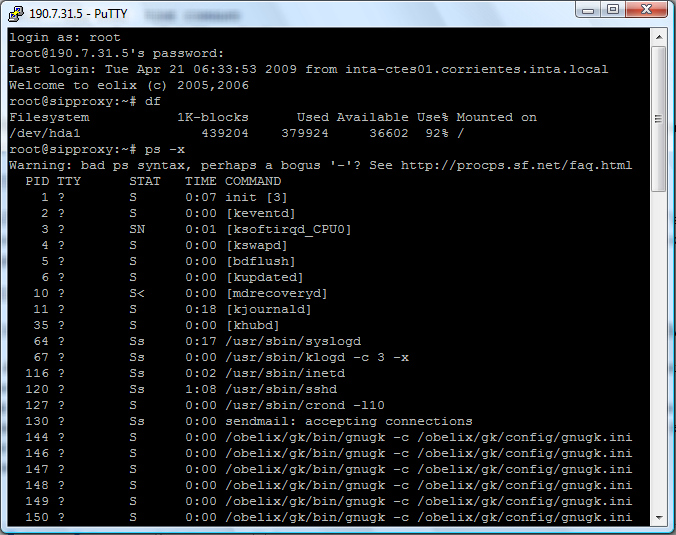 190.7.31.5 - PuTTY
login as: root
root@190.7.31.5's password:
Last login: Tue Apr 21 06:33:53 2009 from inta-ctes01.corrientes.inta.local
Welcome to eolix (c) 2005,2006
root@sipproxy:~# df
Filesystem           1K-blocks      Used Available Use% Mounted on
/dev/hda1               439204    379924     36602  92% /
root@sipproxy:~# ps -x
Warning: bad ps syntax, perhaps a bogus '-'? See http://procps.sf.net/faq.html
  PID TTY      STAT   TIME COMMAND
    1 ?        S      0:07 init [3]
    2 ?        S      0:00 [keventd]
    3 ?        SN     0:01 [ksoftirqd_CPU0]
    4 ?        S      0:00 [kswapd]
    5 ?        S      0:00 [bdflush]
    6 ?        S      0:00 [kupdated]
   10 ?        S<     0:00 [mdrecoveryd]
   11 ?        S      0:18 [kjournald]
   35 ?        S      0:00 [khubd]
   64 ?        Ss     0:17 /usr/sbin/syslogd
   67 ?        Ss     0:00 /usr/sbin/klogd -c 3 -x
  116 ?        Ss     0:02 /usr/sbin/inetd
  120 ?        Ss     1:08 /usr/sbin/sshd
  127 ?        S      0:00 /usr/sbin/crond -l10
  130 ?        Ss     0:00 sendmail: accepting connections
  144 ?        S      0:00 /obelix/gk/bin/gnugk -c /obelix/gk/config/gnugk.ini
  146 ?        S      0:00 /obelix/gk/bin/gnugk -c /obelix/gk/config/gnugk.ini
  147 ?        S      0:00 /obelix/gk/bin/gnugk -c /obelix/gk/config/gnugk.ini
  148 ?        S      0:00 /obelix/gk/bin/gnugk -c /obelix/gk/config/gnugk.ini
  149 ?        S      0:00 /obelix/gk/bin/gnugk -c /obelix/gk/config/gnugk.ini
  150 ?        S      0:00 /obelix/gk/bin/gnugk -c /obelix/gk/config/gnugk.ini